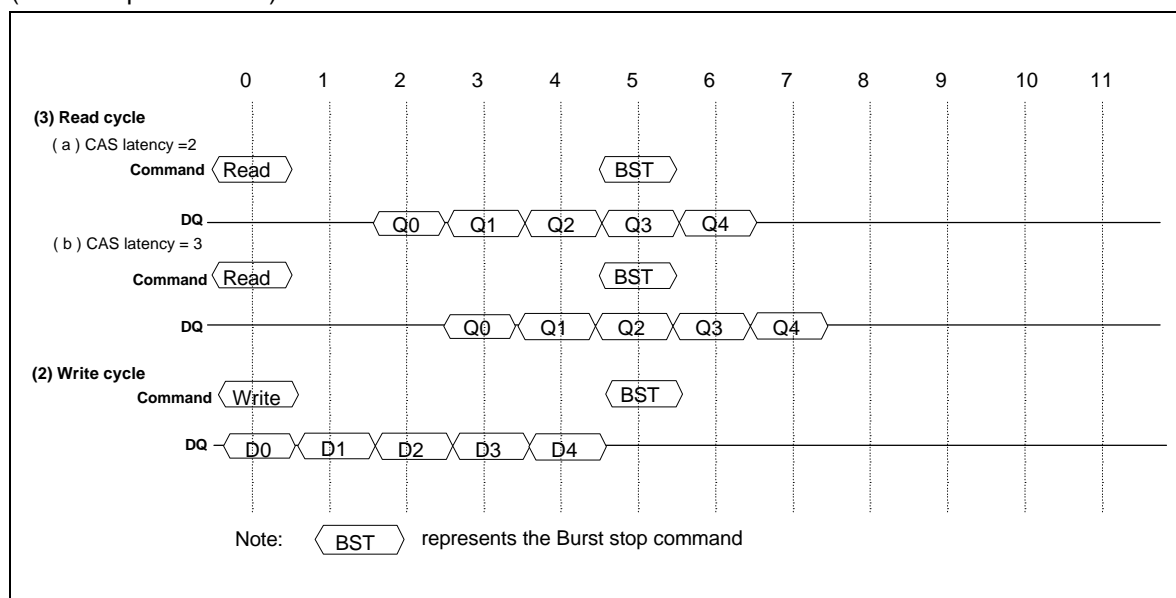 0 1 2 3 4 5 6 7 8 9 10 11
(3) Read cycle
( a ) CAS latency =2
Command Read BST
DQ Q0 Q1 Q2 Q3 Q4
( b ) CAS latency = 3
Command Read BST
DQ Q0 Q1 Q2 Q3 Q4
(2) Write cycle
Command Write BST
DQ D0 D1 D2 D3 D4
Note: BST represents the Burst stop command